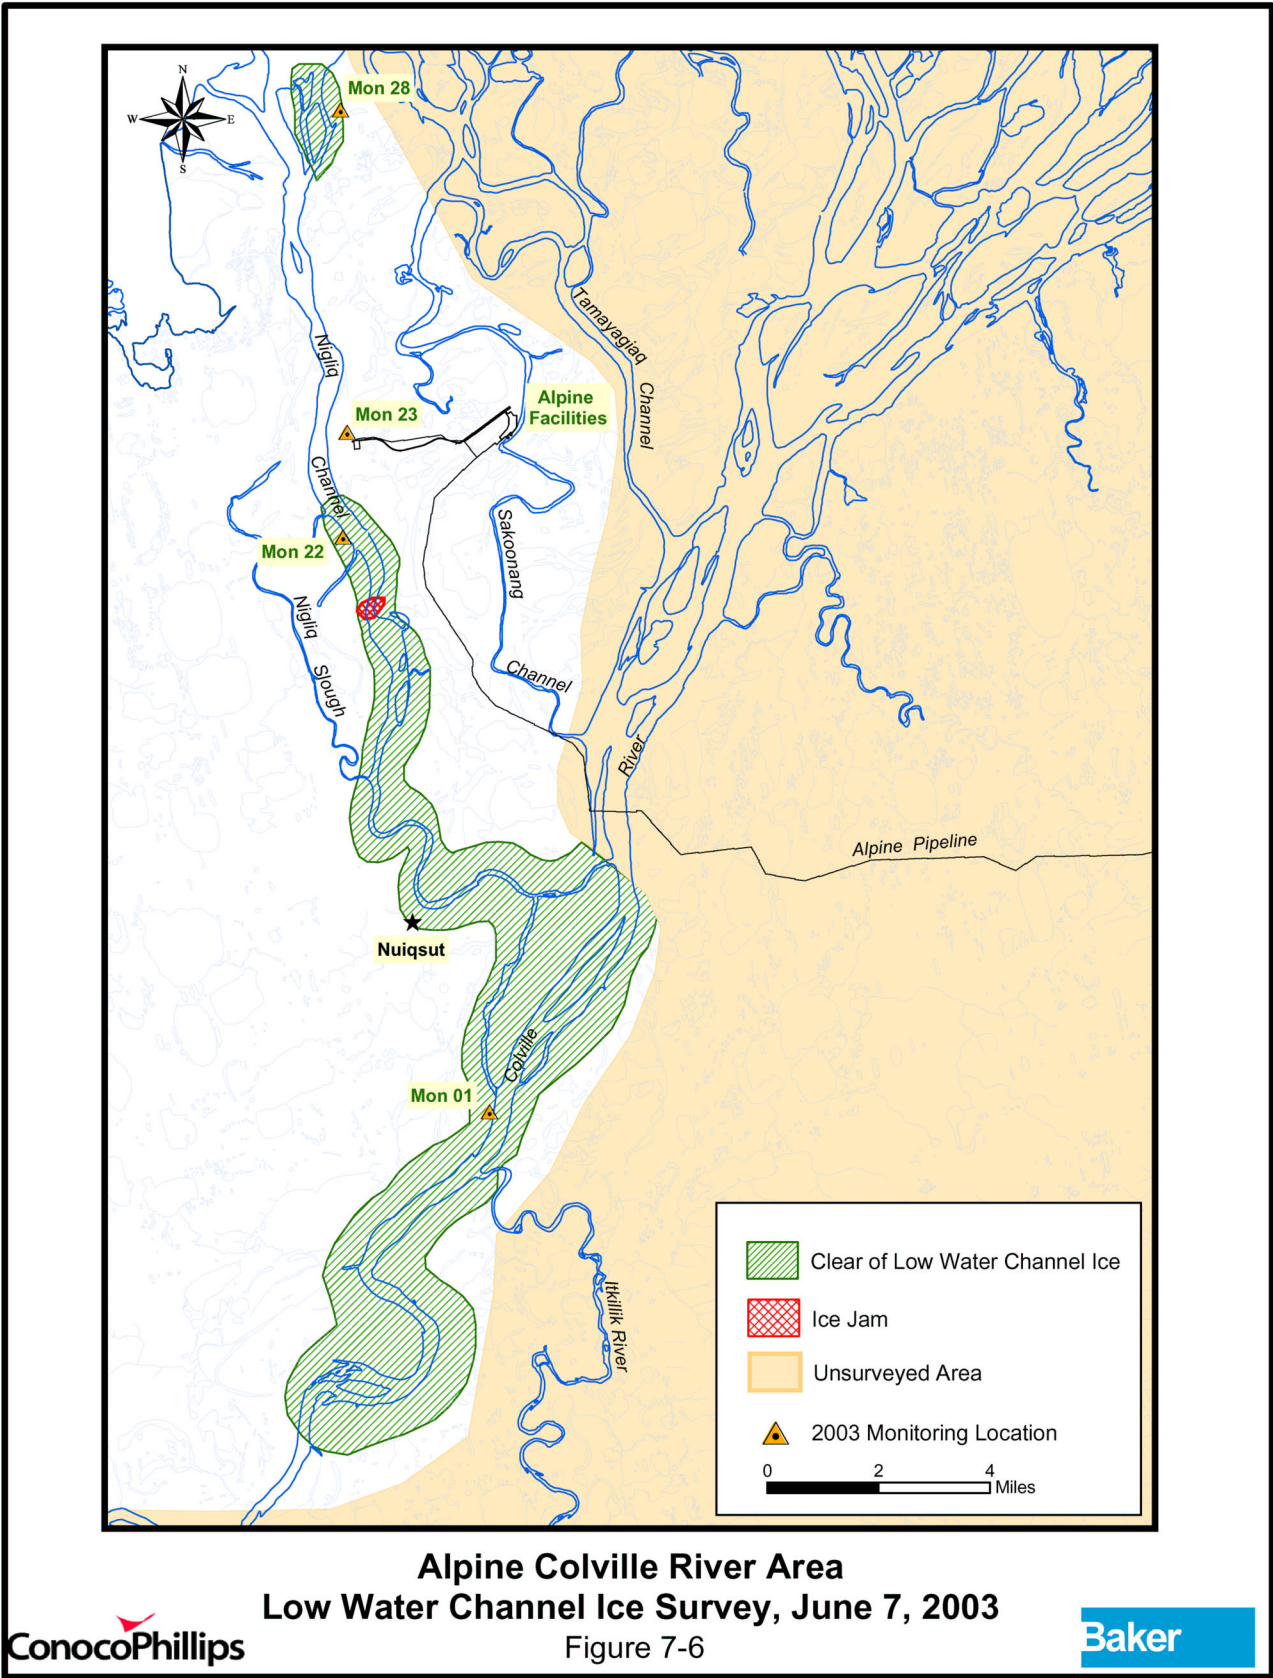 N
W
E
S
Mon 28
Tamayagiaq
Channel
Nigliq
Channel
Mon 23
Alpine
Facilities
Mon 22
Sakoonang
Channel
Nigliq
Slough
River
Alpine Pipeline
Nuiqsut
Colville
Mon 01
Itkillik River
Clear of Low Water Channel Ice
Ice Jam
Unsurveyed Area
2003 Monitoring Location
0 2 4
Miles
Alpine Colville River Area
Low Water Channel Ice Survey, June 7, 2003
Figure 7-6
ConocoPhillips
Baker